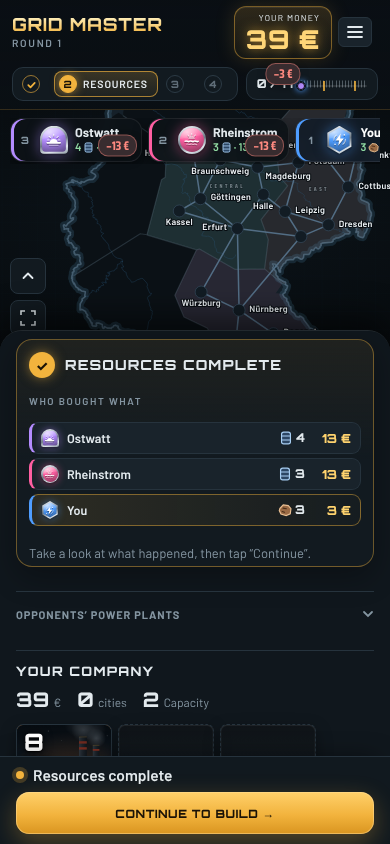 GRID MASTER
ROUND 1
YOUR MONEY
39 €
2 RESOURCES
3
4
-3 €
3 Ostwatt
4
-13 €
2 Rheinstrom
3
-13 €
1 You
3
Braunschweig
Magdeburg
Cottbus
CENTRAL
EAST
Göttingen
Halle
Leipzig
Kassel
Erfurt
Dresden
Würzburg
Nürnberg
RESOURCES COMPLETE
WHO BOUGHT WHAT
Ostwatt 4 13 €
Rheinstrom 3 13 €
You 3 3 €
Take a look at what happened, then tap “Continue”.
OPPONENTS’ POWER PLANTS
YOUR COMPANY
39 € 0 cities 2 Capacity
8
Resources complete
CONTINUE TO BUILD →